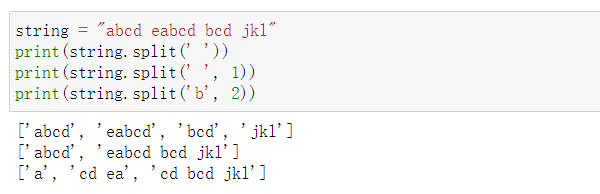 string = "abcd eabcd bcd jkl"
print(string.split(' '))
print(string.split(' ', 1))
print(string.split('b', 2))
['abcd', 'eabcd', 'bcd', 'jkl']
['abcd', 'eabcd bcd jkl']
['a', 'cd ea', 'cd bcd jkl']